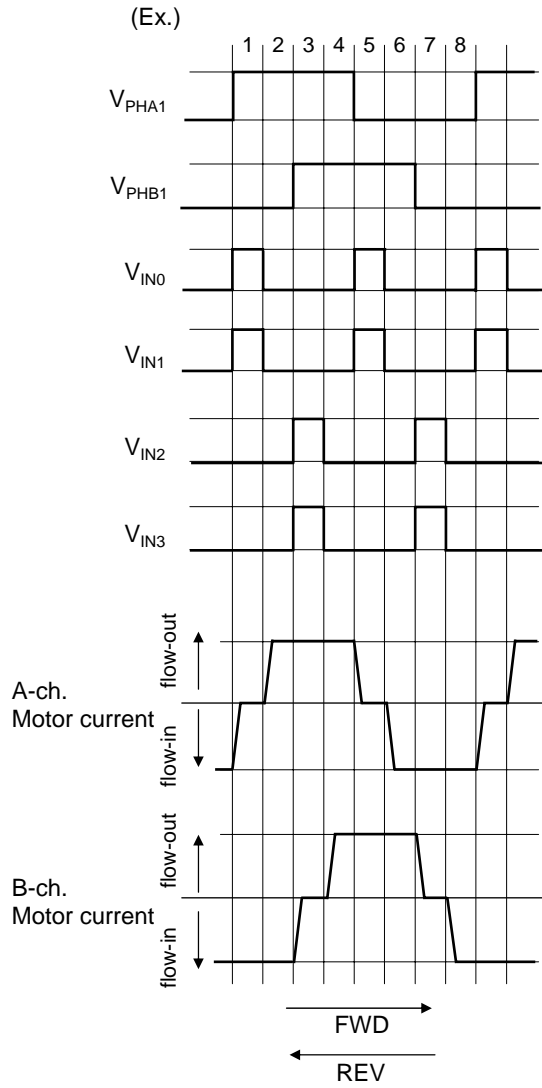 (Ex.)
1 2 3 4 5 6 7 8
VPHA1
VPHB1
VIN0
VIN1
VIN2
VIN3
A-ch.
Motor current
flow-out
flow-in
B-ch.
Motor current
flow-out
flow-in
FWD
REV